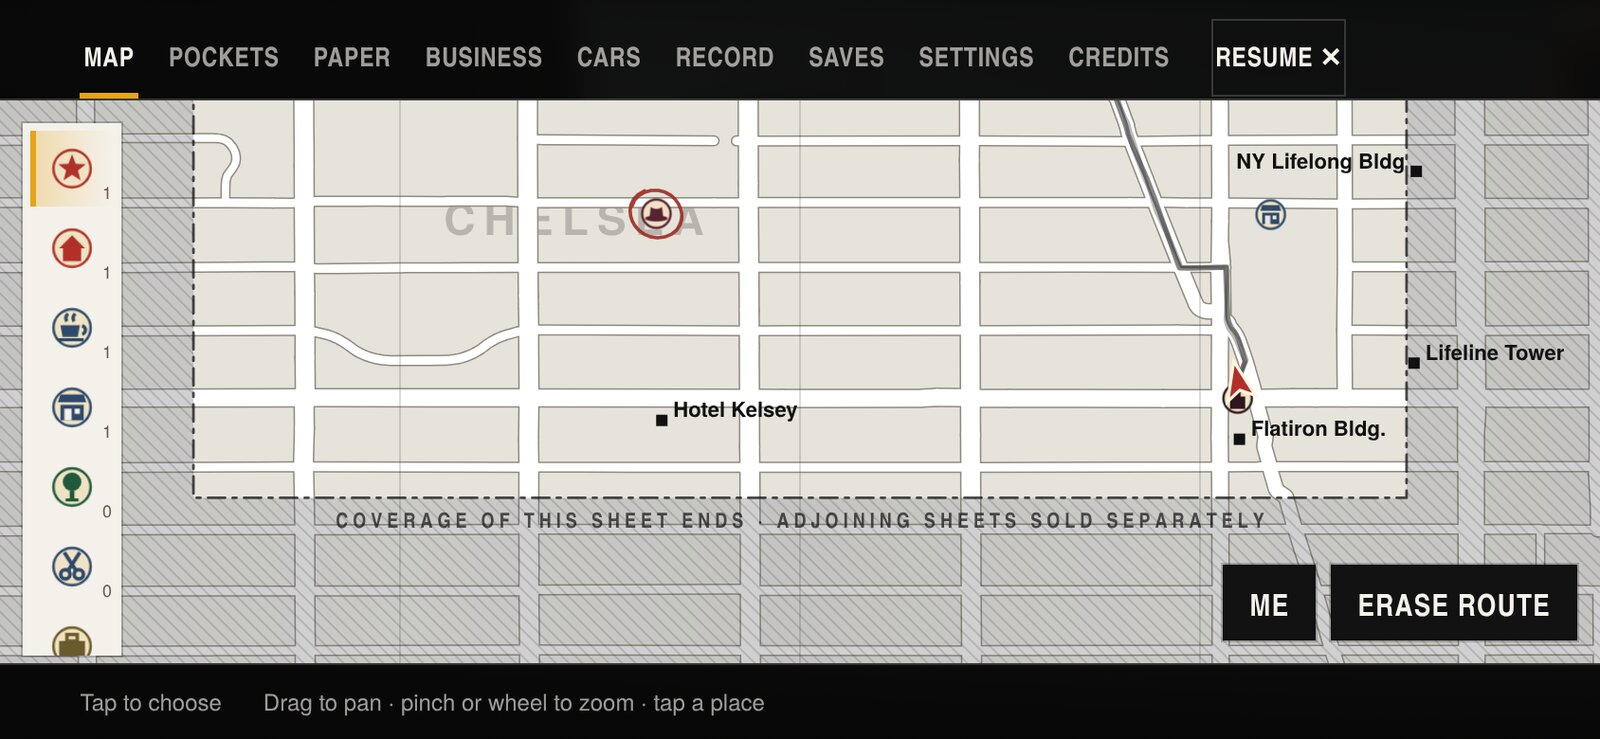 MAP POCKETS PAPER BUSINESS CARS RECORD SAVES SETTINGS CREDITS RESUME ✕
1
1
1
1
0
0
NY Lifelong Bldg.
CHELSEA
Lifeline Tower
Hotel Kelsey
Flatiron Bldg.
COVERAGE OF THIS SHEET ENDS · ADJOINING SHEETS SOLD SEPARATELY
ME ERASE ROUTE
Tap to choose Drag to pan · pinch or wheel to zoom · tap a place